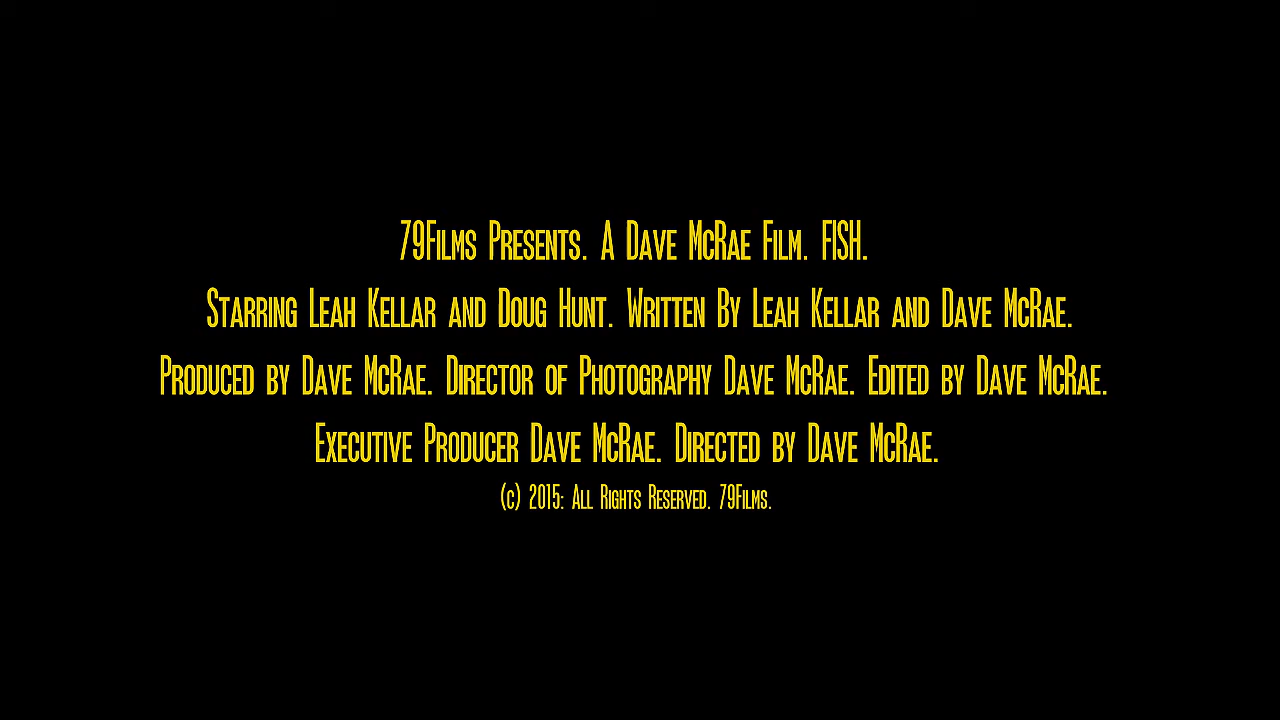 79Films Presents. A Dave McRae Film. FISH.
Starring Leah Kellar and Doug Hunt. Written By Leah Kellar and Dave McRae.
Produced by Dave McRae. Director of Photography Dave McRae. Edited by Dave McRae.
Executive Producer Dave McRae. Directed by Dave McRae.
(c) 2015: All Rights Reserved. 79Films.